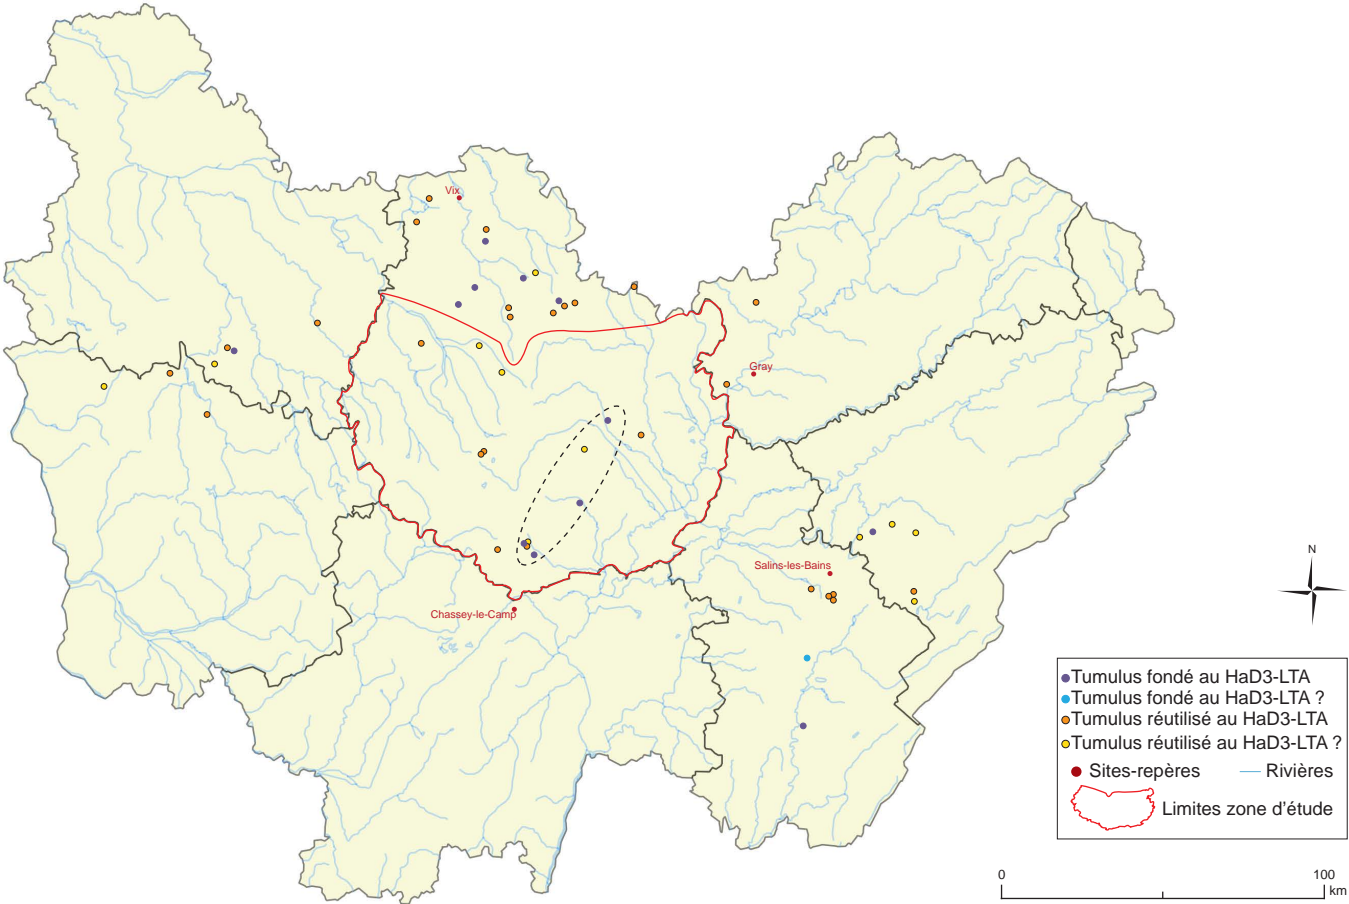 Vix
Gray
Salins-les-Bains
Chassey-le-Camp
N
Tumulus fondé au HaD3-LTA
Tumulus fondé au HaD3-LTA ?
Tumulus réutilisé au HaD3-LTA
Tumulus réutilisé au HaD3-LTA ?
Sites-repères
Rivières
Limites zone d'étude
0
100
km